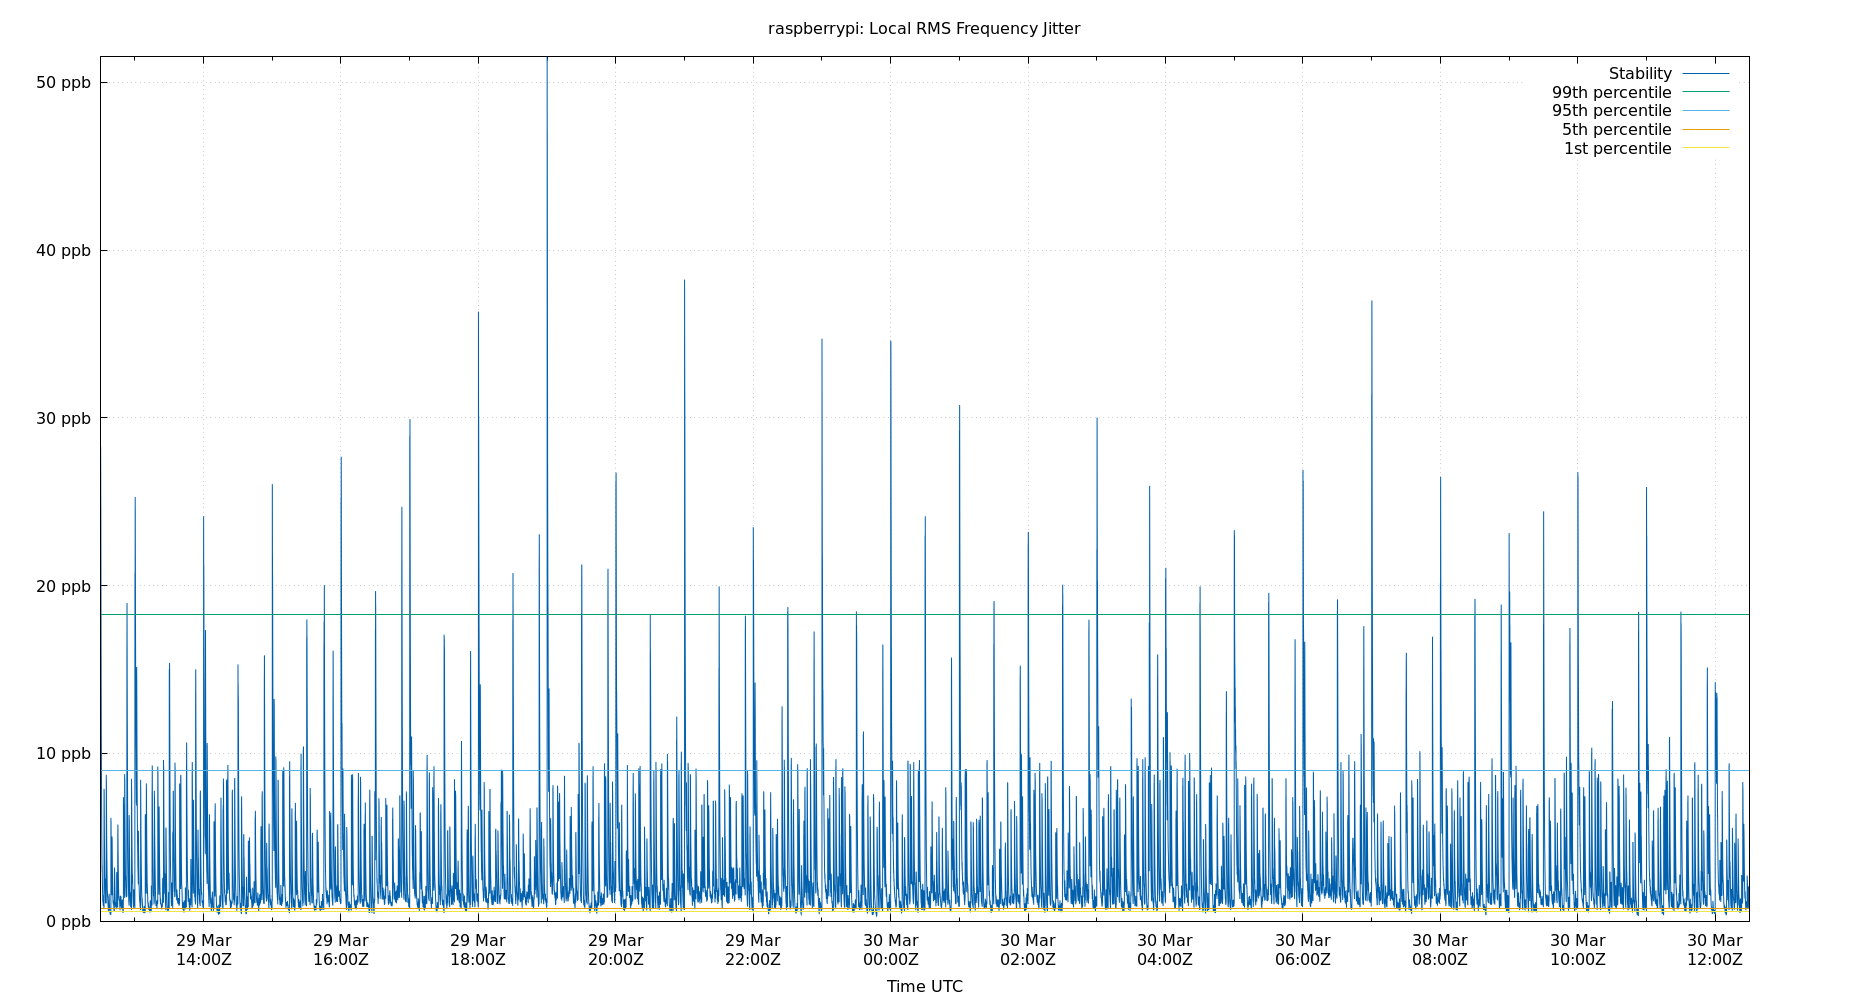 raspberrypi: Local RMS Frequency Jitter
50 ppb
40 ppb
30 ppb
20 ppb
10 ppb
0 ppb
Stability
99th percentile
95th percentile
5th percentile
1st percentile
29 Mar 29 Mar 29 Mar 29 Mar 29 Mar 30 Mar 30 Mar 30 Mar 30 Mar 30 Mar 30 Mar 30 Mar
14:00Z 16:00Z 18:00Z 20:00Z 22:00Z 00:00Z 02:00Z 04:00Z 06:00Z 08:00Z 10:00Z 12:00Z
Time UTC